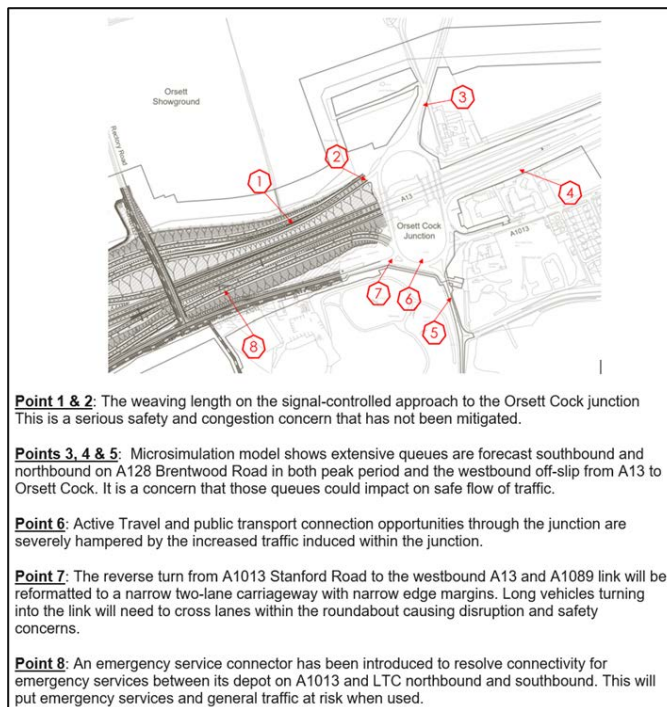 Orsett
Showground
Rectory Road
3
2
1
A13
4
Orsett Cock
Junction
A1013
7
6
5
8
Point 1 & 2: The weaving length on the signal-controlled approach to the Orsett Cock junction
This is a serious safety and congestion concern that has not been mitigated.
Points 3, 4 & 5: Microsimulation model shows extensive queues are forecast southbound and
northbound on A128 Brentwood Road in both peak period and the westbound off-slip from A13 to
Orsett Cock. It is a concern that those queues could impact on safe flow of traffic.
Point 6: Active Travel and public transport connection opportunities through the junction are
severely hampered by the increased traffic induced within the junction.
Point 7: The reverse turn from A1013 Stanford Road to the westbound A13 and A1089 link will be
reformatted to a narrow two-lane carriageway with narrow edge margins. Long vehicles turning
into the link will need to cross lanes within the roundabout causing disruption and safety
concerns.
Point 8: An emergency service connector has been introduced to resolve connectivity for
emergency services between its depot on A1013 and LTC northbound and southbound. This will
put emergency services and general traffic at risk when used.